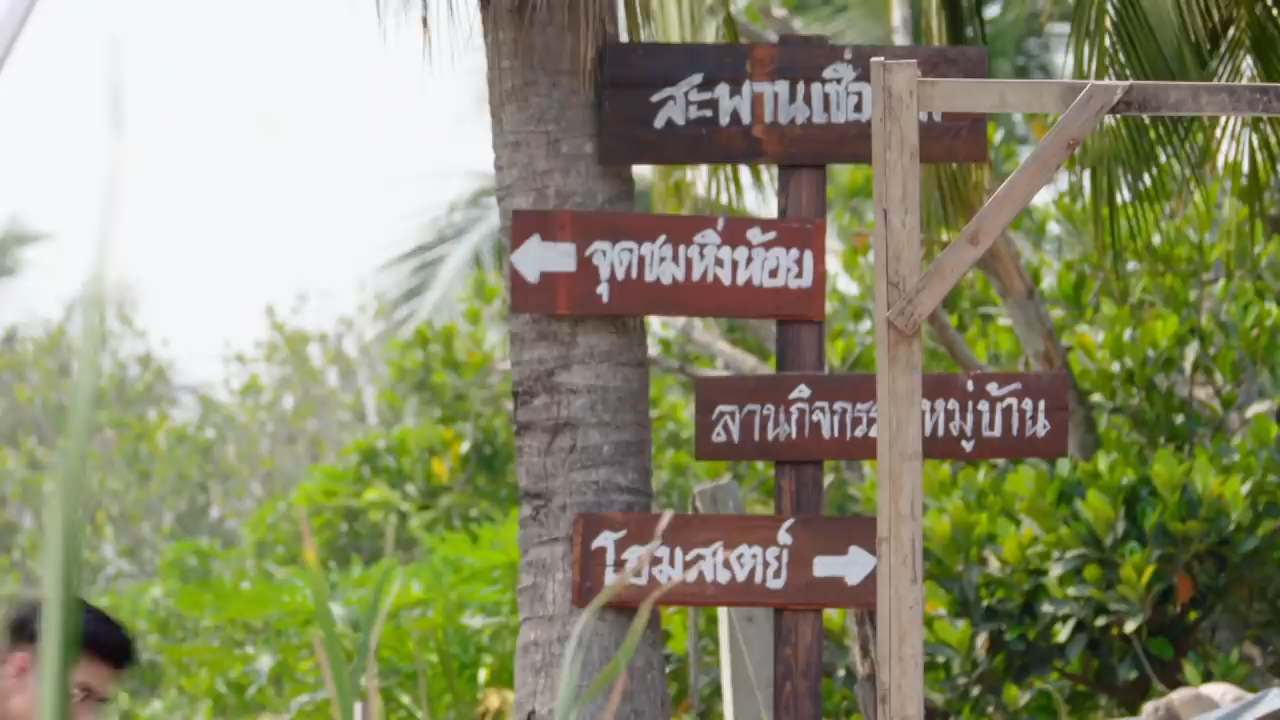 สะพานเชื่อ
จุดชมหิ่งห้อย
ลานกิจกร หมู่บ้าน
โฮมสเตย์